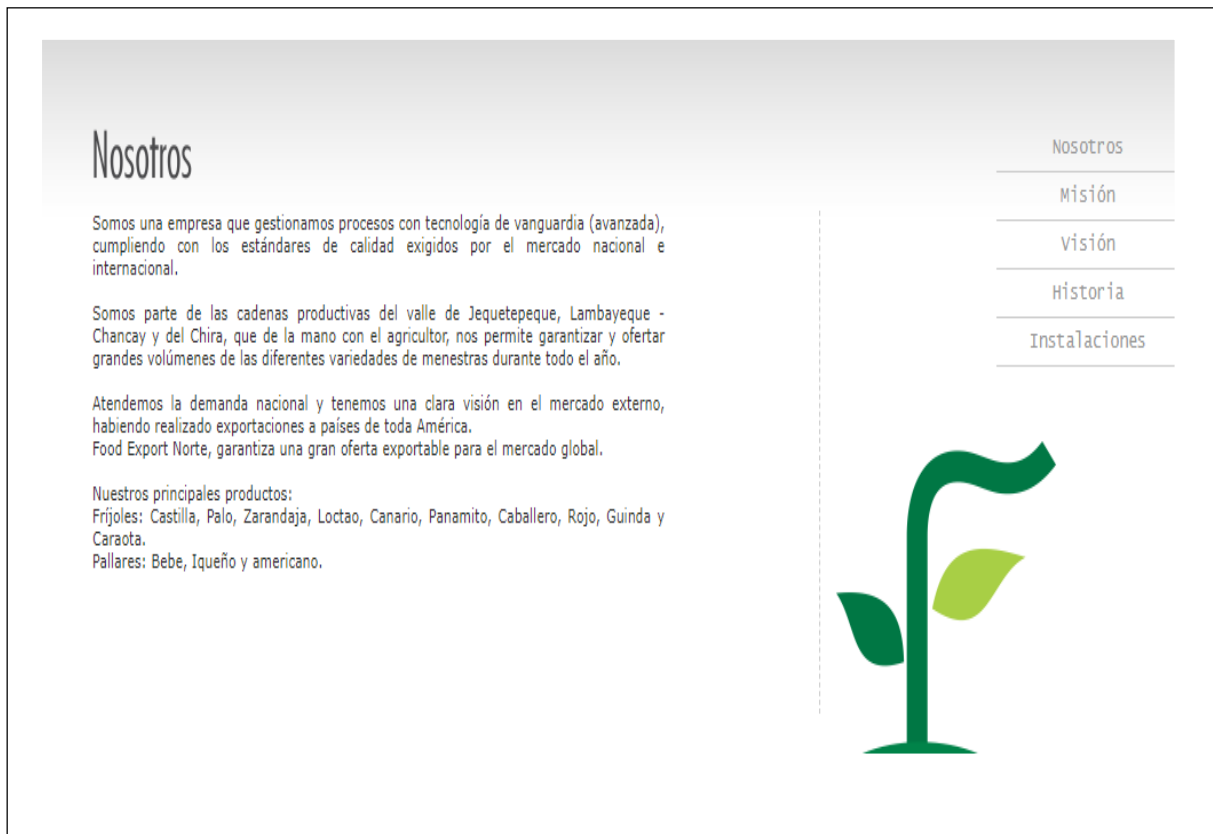 Nosotros
Somos una empresa que gestionamos procesos con tecnología de vanguardia (avanzada),
cumpliendo con los estándares de calidad exigidos por el mercado nacional e
internacional.
Somos parte de las cadenas productivas del valle de Jequetepeque, Lambayeque -
Chancay y del Chira, que de la mano con el agricultor, nos permite garantizar y ofertar
grandes volúmenes de las diferentes variedades de menestras durante todo el año.
Atendemos la demanda nacional y tenemos una clara visión en el mercado externo,
habiendo realizado exportaciones a países de toda América.
Food Export Norte, garantiza una gran oferta exportable para el mercado global.
Nuestros principales productos:
Fríjoles: Castilla, Palo, Zarandaja, Loctao, Canario, Panamito, Caballero, Rojo, Guinda y
Caraota.
Pallares: Bebe, Iqueño y americano.
Nosotros
Misión
Visión
Historia
Instalaciones